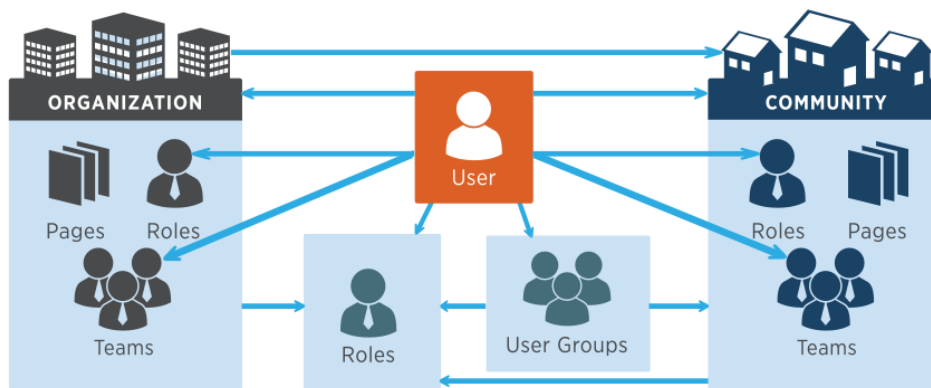 ORGANIZATION
COMMUNITY
User
Pages
Roles
Roles
Pages
Teams
Roles
User Groups
Teams